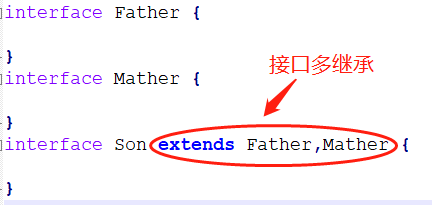 interface Father {
}
interface Mather {
接口多继承
}
interface Son extends Father,Mather {
}